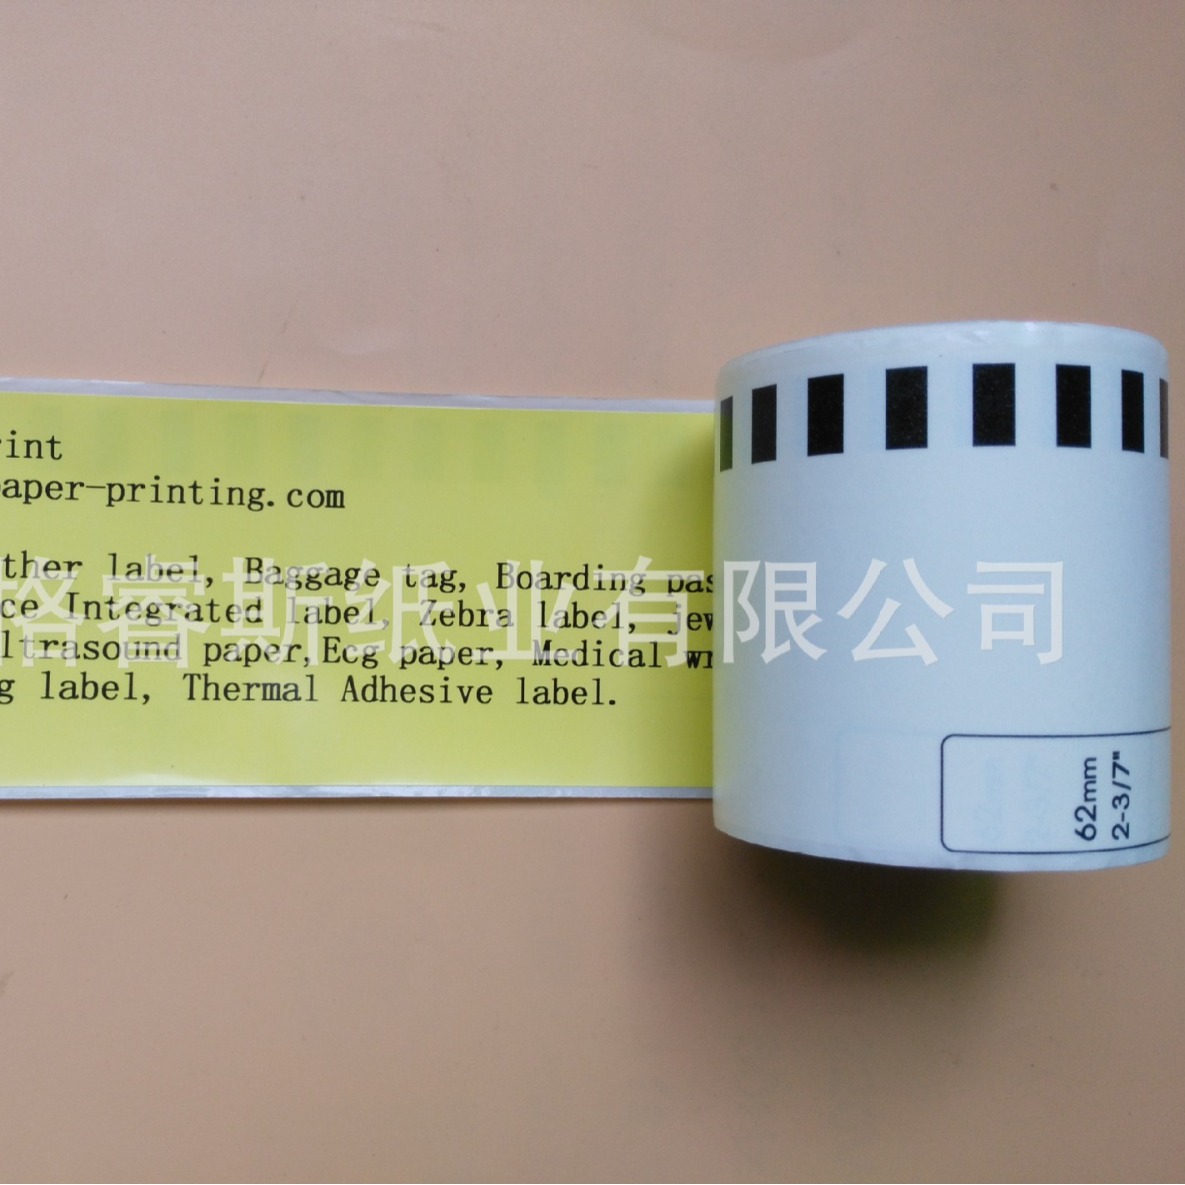 rint
paper-printing.com
ther label, Baggage tag, Boarding pas
ce Integrated label, Zebra label, jew
ltrasound paper, Ecg paper, Medical wr
g label, Thermal Adhesive label.
格睿斯纸业有限公司
62mm
2-3/7"